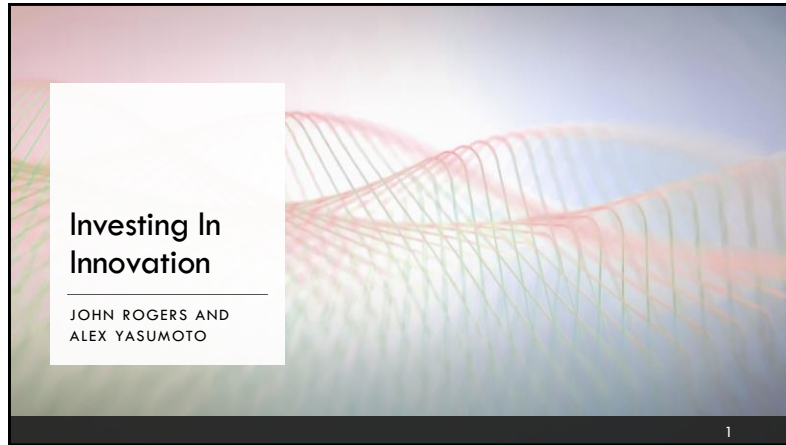 Investing In
Innovation
JOHN ROGERS AND
ALEX YASUMOTO
1